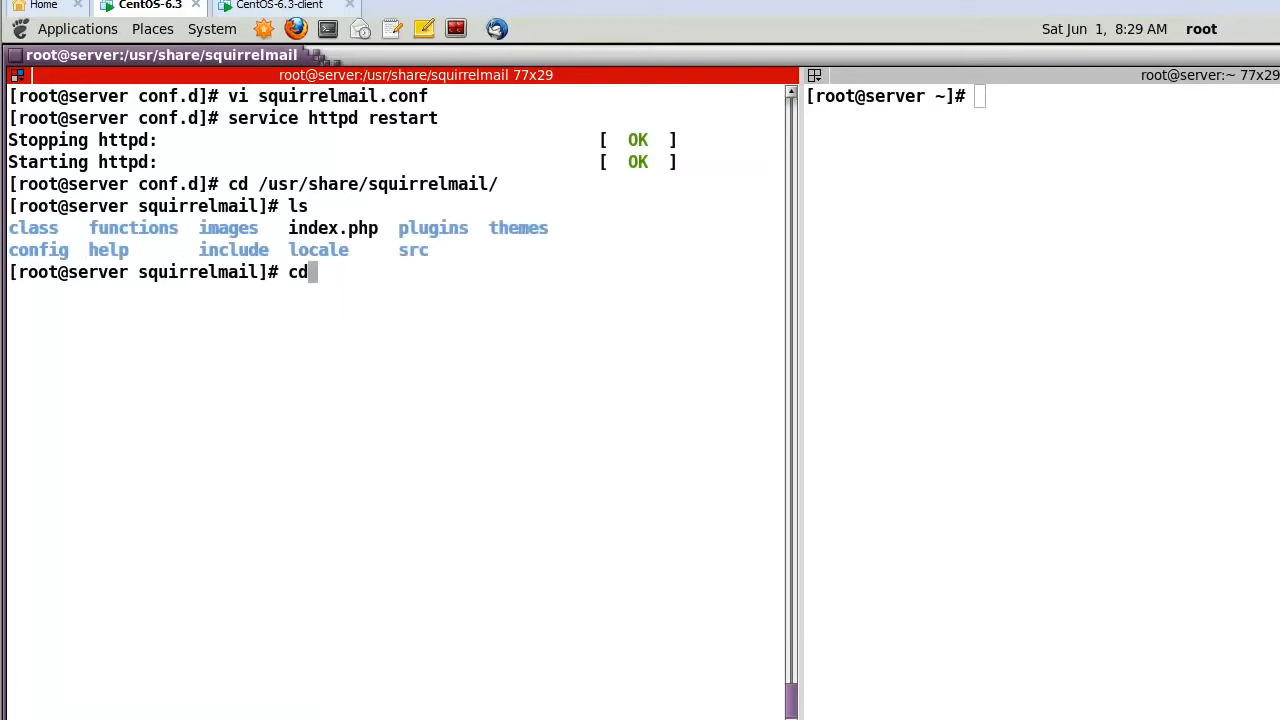 Home CentOS-6.3 CentOS-6.3-client
Applications Places System Sat Jun 1, 8:29 AM root
root@server:/usr/share/squirrelmail
root@server:/usr/share/squirrelmail 77x29
[root@server conf.d]# vi squirrelmail.conf
[root@server conf.d]# service httpd restart
Stopping httpd: [ OK ]
Starting httpd: [ OK ]
[root@server conf.d]# cd /usr/share/squirrelmail/
[root@server squirrelmail]# ls
class functions images index.php plugins themes
config help include locale src
[root@server squirrelmail]# cd
root@server:~ 77x29
[root@server ~]#